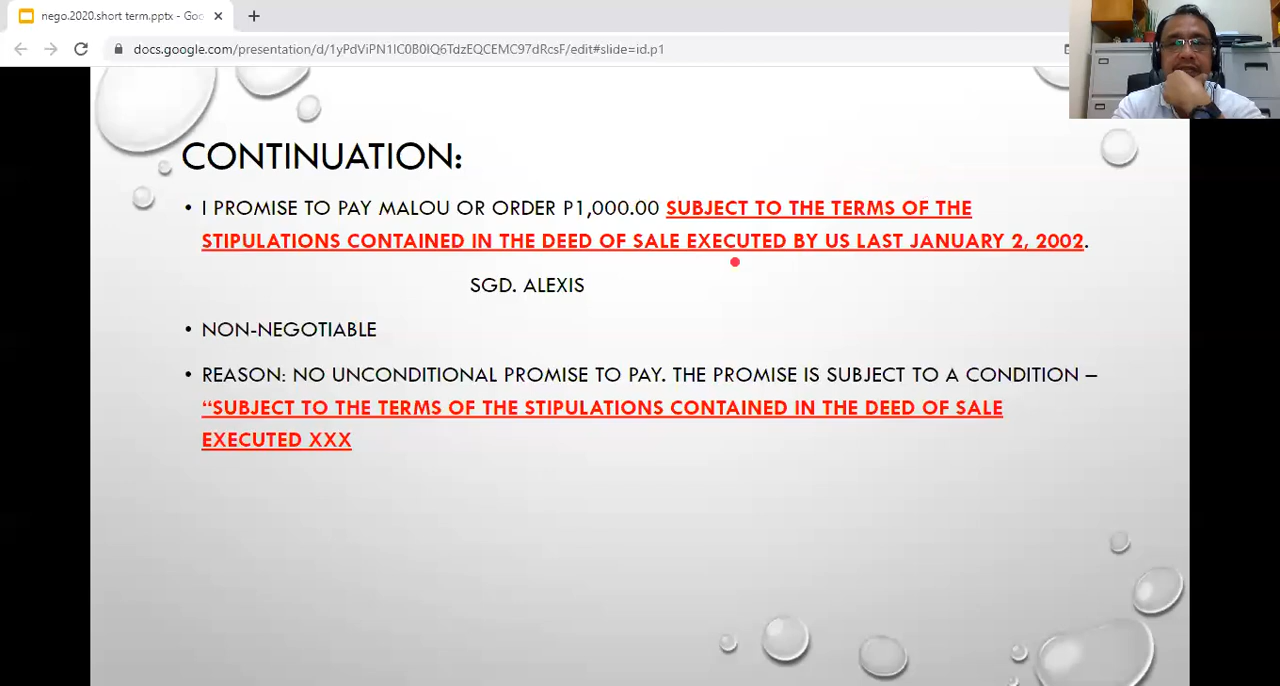 nego.2020.short term.pptx - Goo
docs.google.com/presentation/d/1yPdViPN1lC0B0IQ6TdzEQCEMC97dRcsF/edit#slide=id.p1
CONTINUATION:
• I PROMISE TO PAY MALOU OR ORDER P1,000.00 SUBJECT TO THE TERMS OF THE
STIPULATIONS CONTAINED IN THE DEED OF SALE EXECUTED BY US LAST JANUARY 2, 2002.
SGD. ALEXIS
• NON-NEGOTIABLE
• REASON: NO UNCONDITIONAL PROMISE TO PAY. THE PROMISE IS SUBJECT TO A CONDITION –
“SUBJECT TO THE TERMS OF THE STIPULATIONS CONTAINED IN THE DEED OF SALE
EXECUTED XXX